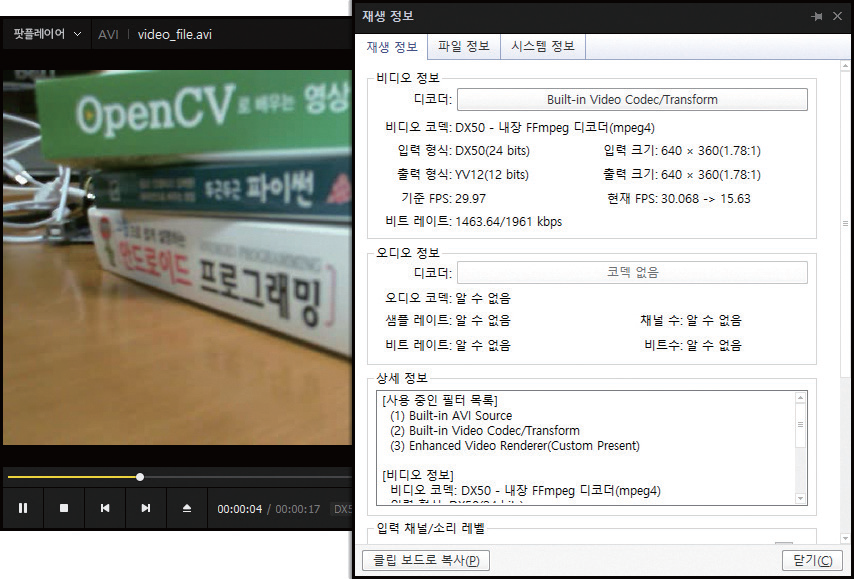 팟플레이어
AVI | video_file.avi
OpenCV로 배우는 영상
두근두근 파이썬
안드로이드 프로그래밍
ANDROID PROGRAMMING
00:00:04 / 00:00:17 DX5
재생 정보
재생 정보 파일 정보 시스템 정보
비디오 정보
디코더: Built-in Video Codec/Transform
비디오 코덱: DX50 - 내장 FFmpeg 디코더(mpeg4)
입력 형식: DX50(24 bits) 입력 크기: 640 × 360(1.78:1)
출력 형식: YV12(12 bits) 출력 크기: 640 × 360(1.78:1)
기준 FPS: 29.97 현재 FPS: 30.068 -> 15.63
비트 레이트: 1463.64/1961 kbps
오디오 정보
디코더: 코덱 없음
오디오 코덱: 알 수 없음
샘플 레이트: 알 수 없음 채널 수: 알 수 없음
비트 레이트: 알 수 없음 비트수: 알 수 없음
상세 정보
[사용 중인 필터 목록]
(1) Built-in AVI Source
(2) Built-in Video Codec/Transform
(3) Enhanced Video Renderer(Custom Present)
[비디오 정보]
비디오 코덱: DX50 - 내장 FFmpeg 디코더(mpeg4)
입력 형식: DX50(24 bits)
입력 채널/소리 레벨
클립 보드로 복사(P) 닫기(C)